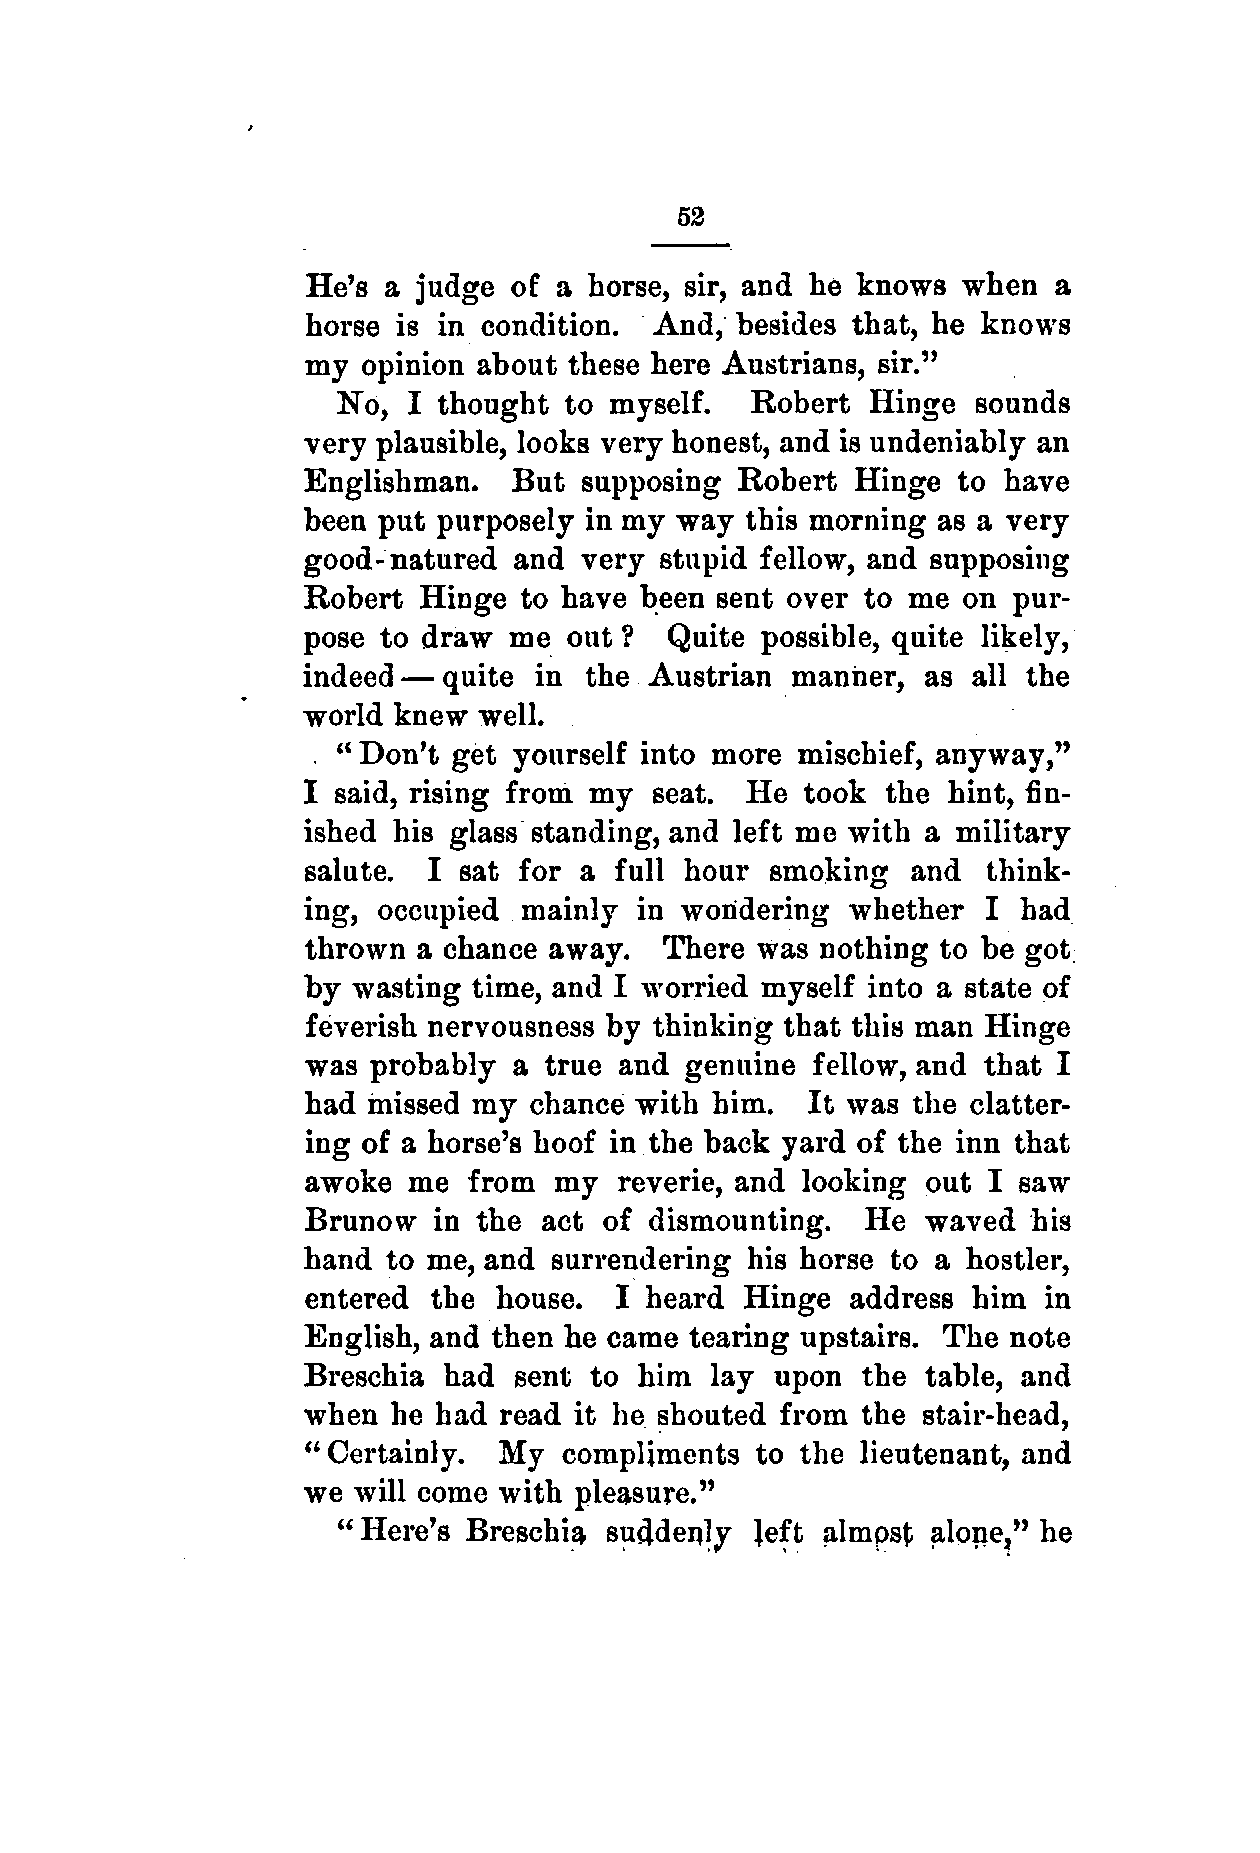 52
He's a judge of a horse, sir, and he knows when a
horse is in condition. And, besides that, he knows
my opinion about these here Austrians, sir."
No, I thought to myself. Robert Hinge sounds
very plausible, looks very honest, and is undeniably an
Englishman. But supposing Robert Hinge to have
been put purposely in my way this morning as a very
good-natured and very stupid fellow, and supposing
Robert Hinge to have been sent over to me on pur-
pose to draw me out? Quite possible, quite likely,
indeed — quite in the Austrian manner, as all the
world knew well.
"Don't get yourself into more mischief, anyway,"
I said, rising from my seat. He took the hint, fin-
ished his glass standing, and left me with a military
salute. I sat for a full hour smoking and think-
ing, occupied mainly in wondering whether I had
thrown a chance away. There was nothing to be got
by wasting time, and I worried myself into a state of
feverish nervousness by thinking that this man Hinge
was probably a true and genuine fellow, and that I
had missed my chance with him. It was the clatter-
ing of a horse's hoof in the back yard of the inn that
awoke me from my reverie, and looking out I saw
Brunow in the act of dismounting. He waved his
hand to me, and surrendering his horse to a hostler,
entered the house. I heard Hinge address him in
English, and then he came tearing upstairs. The note
Breschia had sent to him lay upon the table, and
when he had read it he shouted from the stair-head,
"Certainly. My compliments to the lieutenant, and
we will come with pleasure."
"Here's Breschia suddenly left almost alone," he